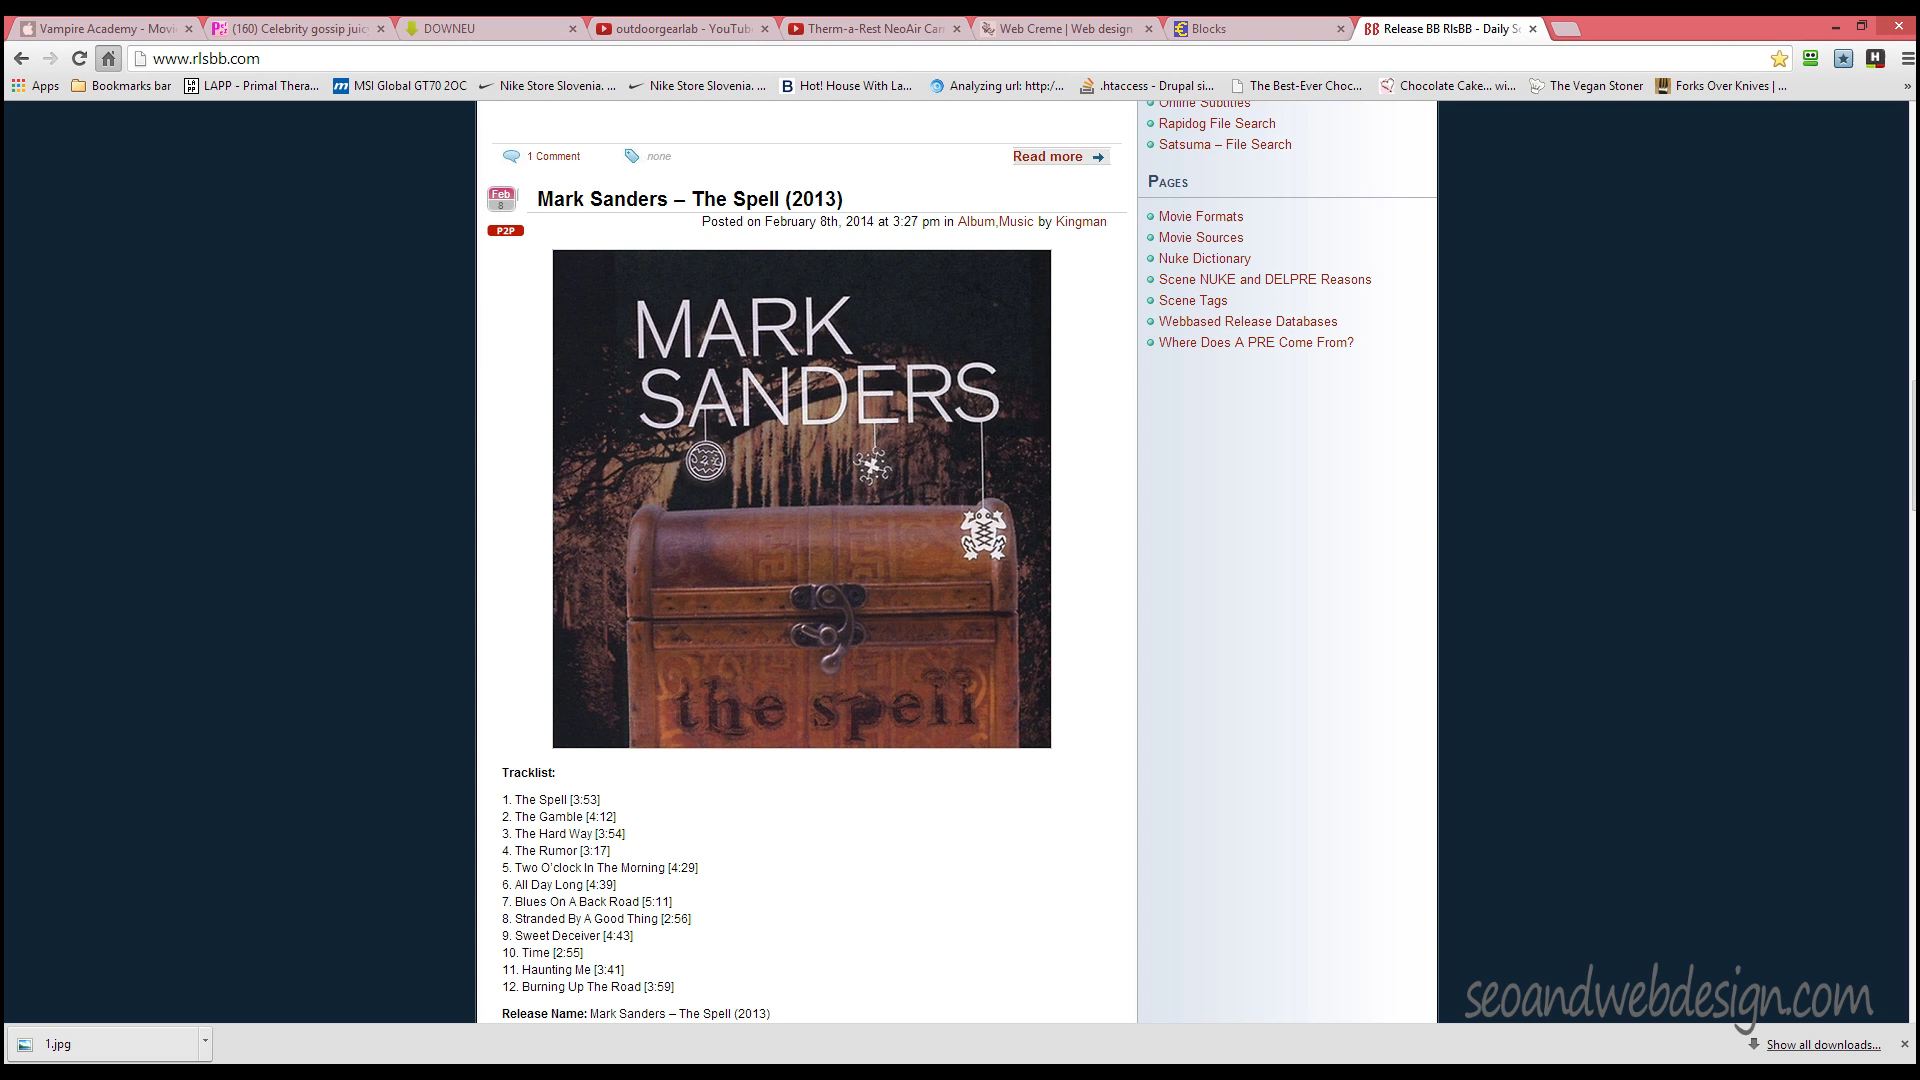 Vampire Academy - Movi
(160) Celebrity gossip juic
DOWNEU
outdoorgearlab - YouTub
Therm-a-Rest NeoAir Cam
Web Creme | Web design
Blocks
Release BB RlsBB - Daily S
www.rlsbb.com
Apps
Bookmarks bar
LAPP - Primal Thera...
MSI Global GT70 2OC
Nike Store Slovenia. ...
Nike Store Slovenia. ...
Hot! House With La...
Analyzing url: http:/...
.htaccess - Drupal si...
The Best-Ever Choc...
Chocolate Cake... wi...
The Vegan Stoner
Forks Over Knives | ...
»
1 Comment
none
Read more
Feb
8
Mark Sanders – The Spell (2013)
Posted on February 8th, 2014 at 3:27 pm in Album,Music by Kingman
P2P
MARK
SANDERS
the spell
Tracklist:
1. The Spell [3:53]
2. The Gamble [4:12]
3. The Hard Way [3:54]
4. The Rumor [3:17]
5. Two O’clock In The Morning [4:29]
6. All Day Long [4:39]
7. Blues On A Back Road [5:11]
8. Stranded By A Good Thing [2:56]
9. Sweet Deceiver [4:43]
10. Time [2:55]
11. Haunting Me [3:41]
12. Burning Up The Road [3:59]
Release Name: Mark Sanders – The Spell (2013)
Online Subtitles
Rapidog File Search
Satsuma – File Search
Pages
Movie Formats
Movie Sources
Nuke Dictionary
Scene NUKE and DELPRE Reasons
Scene Tags
Webbased Release Databases
Where Does A PRE Come From?
seoandwebdesign.com
1.jpg
Show all downloads...